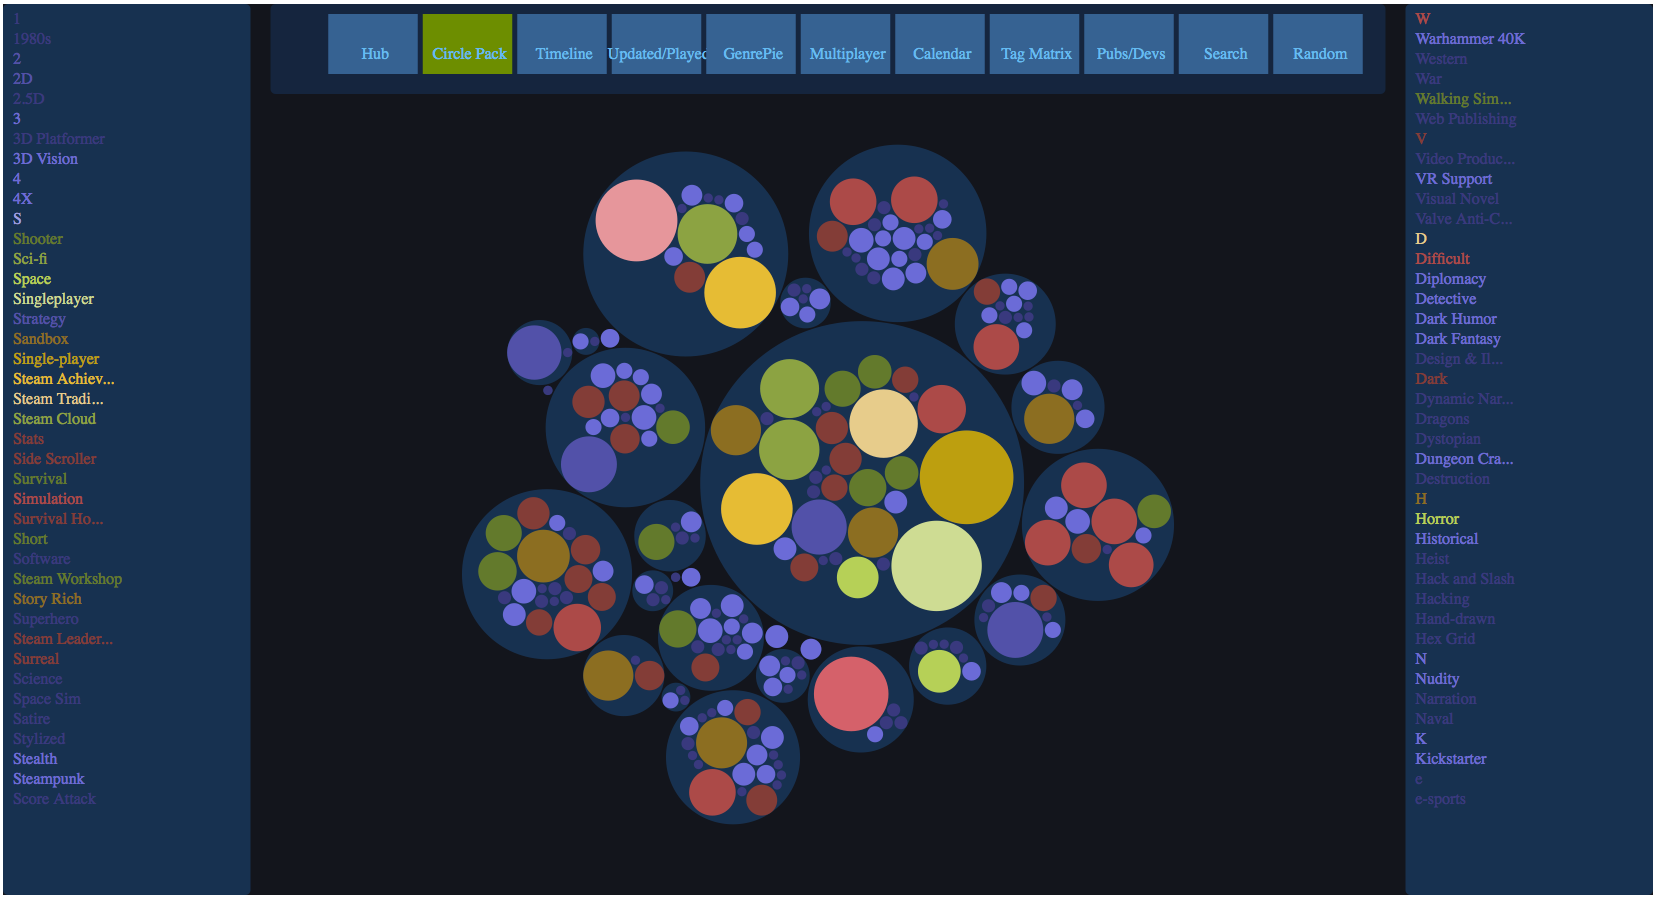 Hub
Circle Pack
Timeline
Updated/Played
GenrePie
Multiplayer
Calendar
Tag Matrix
Pubs/Devs
Search
Random
1
1980s
2
2D
2.5D
3
3D Platformer
3D Vision
4
4X
S
Shooter
Sci-fi
Space
Singleplayer
Strategy
Sandbox
Single-player
Steam Achiev...
Steam Tradi...
Steam Cloud
Stats
Side Scroller
Survival
Simulation
Survival Ho...
Short
Software
Steam Workshop
Story Rich
Superhero
Steam Leader...
Surreal
Science
Space Sim
Satire
Stylized
Stealth
Steampunk
Score Attack
W
Warhammer 40K
Western
War
Walking Sim...
Web Publishing
V
Video Produc...
VR Support
Visual Novel
Valve Anti-C...
D
Difficult
Diplomacy
Detective
Dark Humor
Dark Fantasy
Design & Il...
Dark
Dynamic Nar...
Dragons
Dystopian
Dungeon Cra...
Destruction
H
Horror
Historical
Heist
Hack and Slash
Hacking
Hand-drawn
Hex Grid
N
Nudity
Narration
Naval
K
Kickstarter
e
e-sports